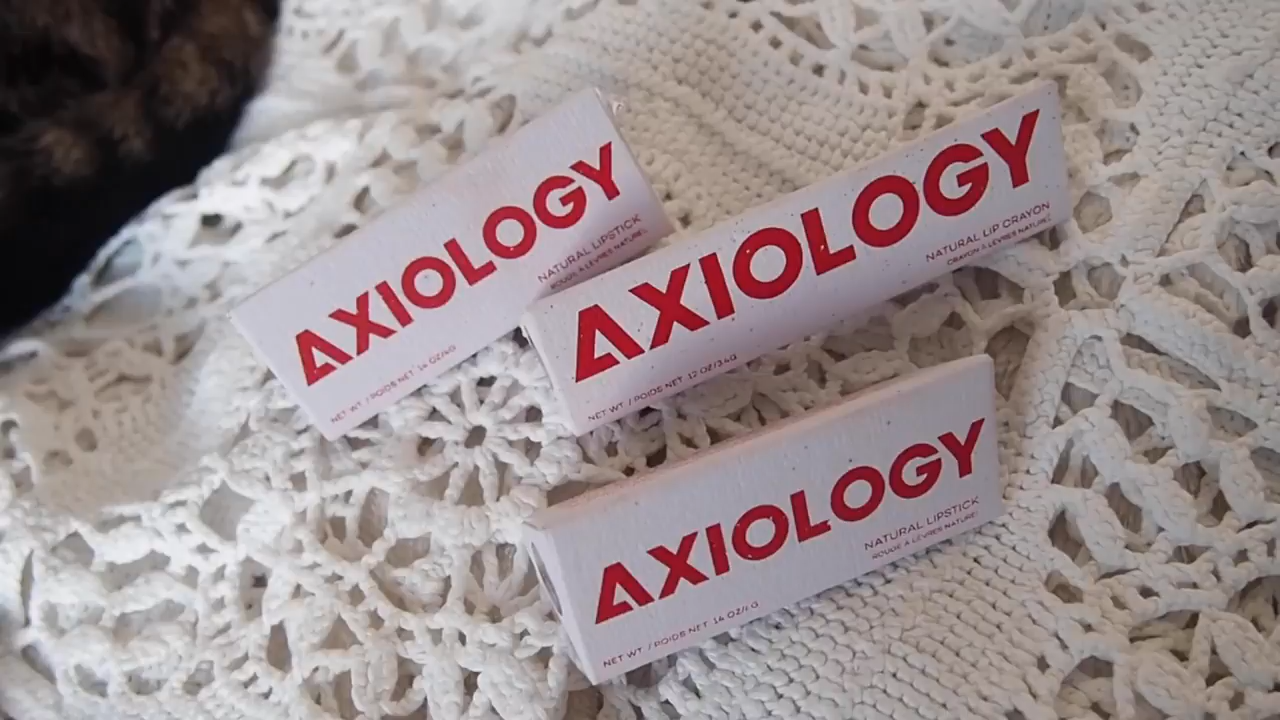 AXIOLOGY
NATURAL LIPSTICK
ROUGE À LÈVRES NATUREL
NET WT. / POIDS NET .14 OZ/4G
AXIOLOGY
NATURAL LIP CRAYON
CRAYON À LÈVRES NATUREL
NET WT. / POIDS NET .12 OZ/3.4G
AXIOLOGY
NATURAL LIPSTICK
ROUGE À LÈVRES NATUREL
NET WT. / POIDS NET .14 OZ/4 G